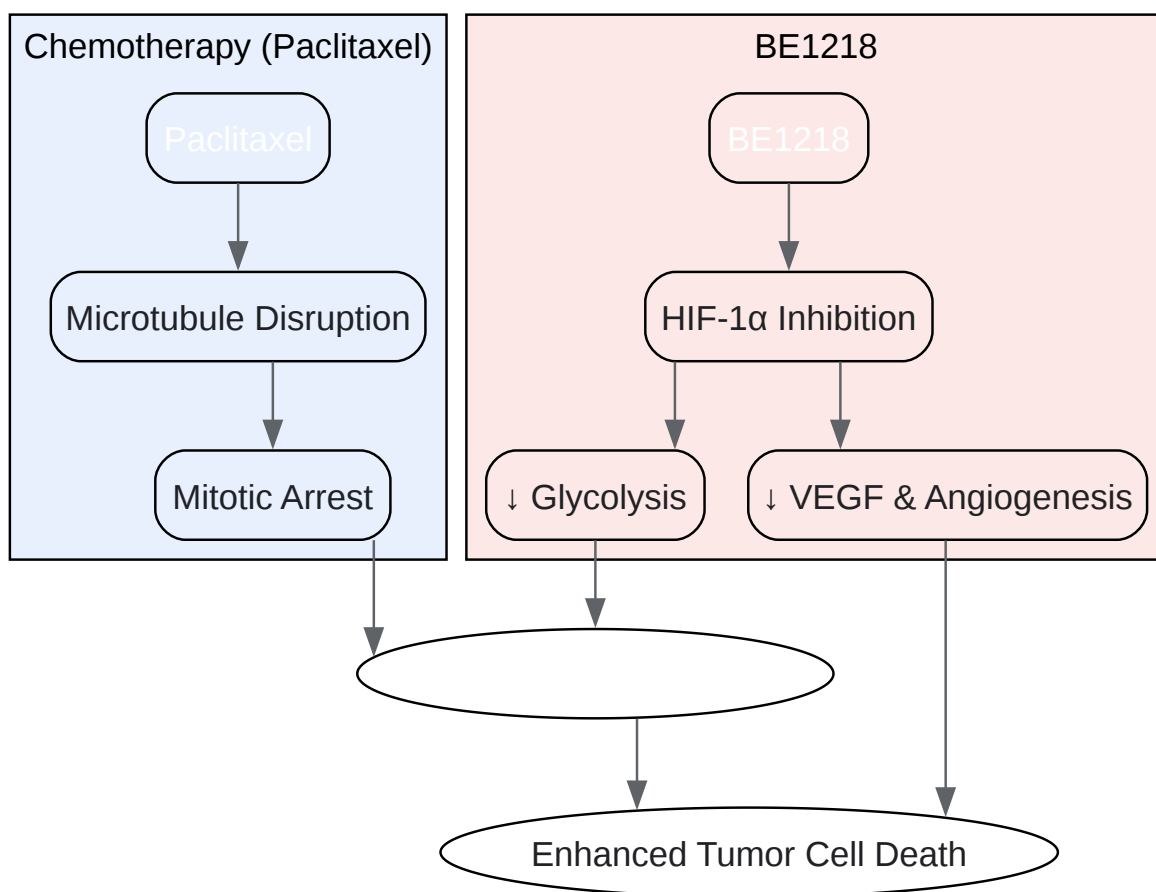 Chemotherapy (Paclitaxel)
BE1218
Paclitaxel
BE1218
Microtubule Disruption
HIF-1α Inhibition
Mitotic Arrest
↓ Glycolysis
↓ VEGF & Angiogenesis
Enhanced Tumor Cell Death